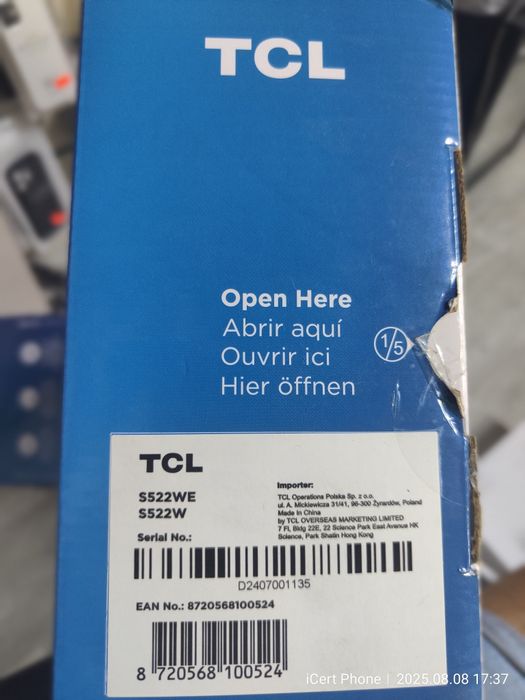 TCL
Open Here
Abrir aquí
Ouvrir ici
Hier öffnen
1/5
TCL
S522WE
S522W
Serial No.:
Importer:
TCL Operations Polska Sp. z o.o.
ul. A. Mickiewicza 31/41, 96-300 Żyrardów, Poland
Made In China
by TCL OVERSEAS MARKETING LIMITED
7 Fl, Bldg 22E, 22 Science Park East Avenue HK
Science, Park Shatin Hong Kong
D2407001135
EAN No.: 8720568100524
8 720568 100524
iCert Phone | 2025.08.08 17:37